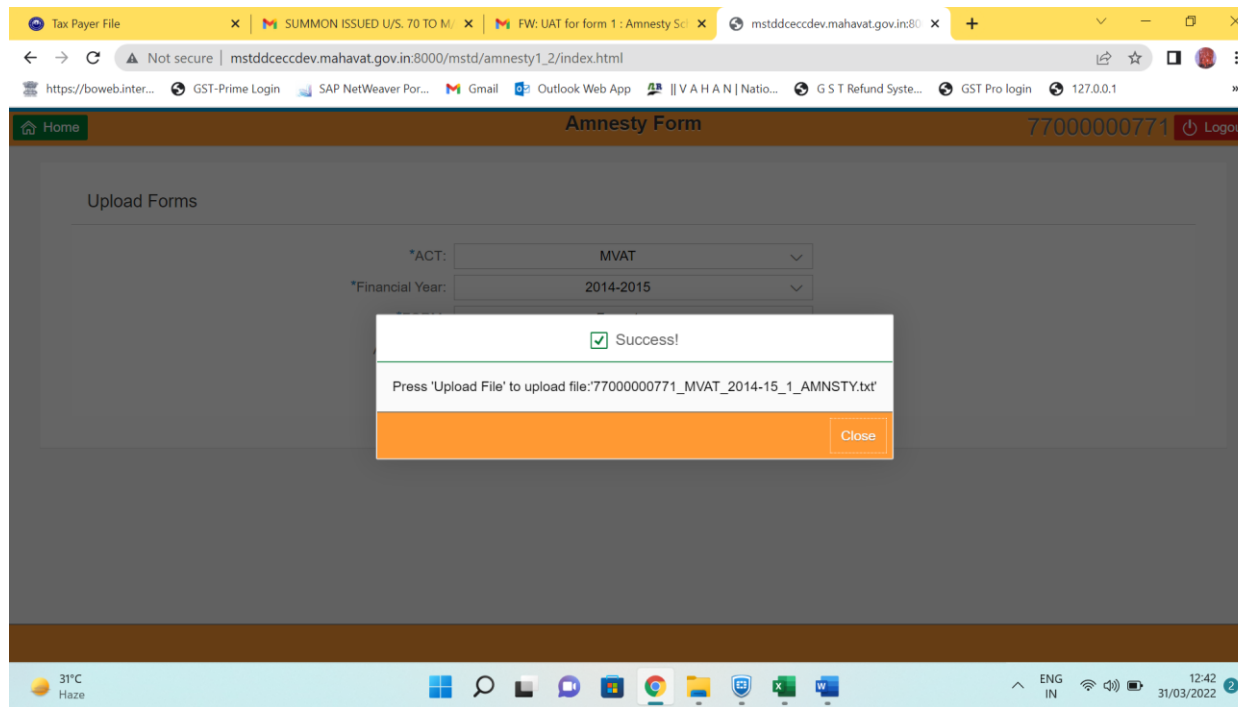 Tax Payer File
SUMMON ISSUED U/S. 70 TO M/
FW: UAT for form 1 : Amnesty Sc
mstddceccdev.mahavat.gov.in:80
Not secure | mstddceccdev.mahavat.gov.in:8000/mstd/amnesty1_2/index.html
https://boweb.inter... GST-Prime Login SAP NetWeaver Por... Gmail Outlook Web App || V A H A N | Natio... G S T Refund Syste... GST Pro login 127.0.0.1 »
Home Amnesty Form 77000000771 Logou
Upload Forms
*ACT: MVAT
*Financial Year: 2014-2015
Success!
Press 'Upload File' to upload file:'77000000771_MVAT_2014-15_1_AMNSTY.txt'
Close
31°C
Haze
ENG
IN
12:42
31/03/2022
2